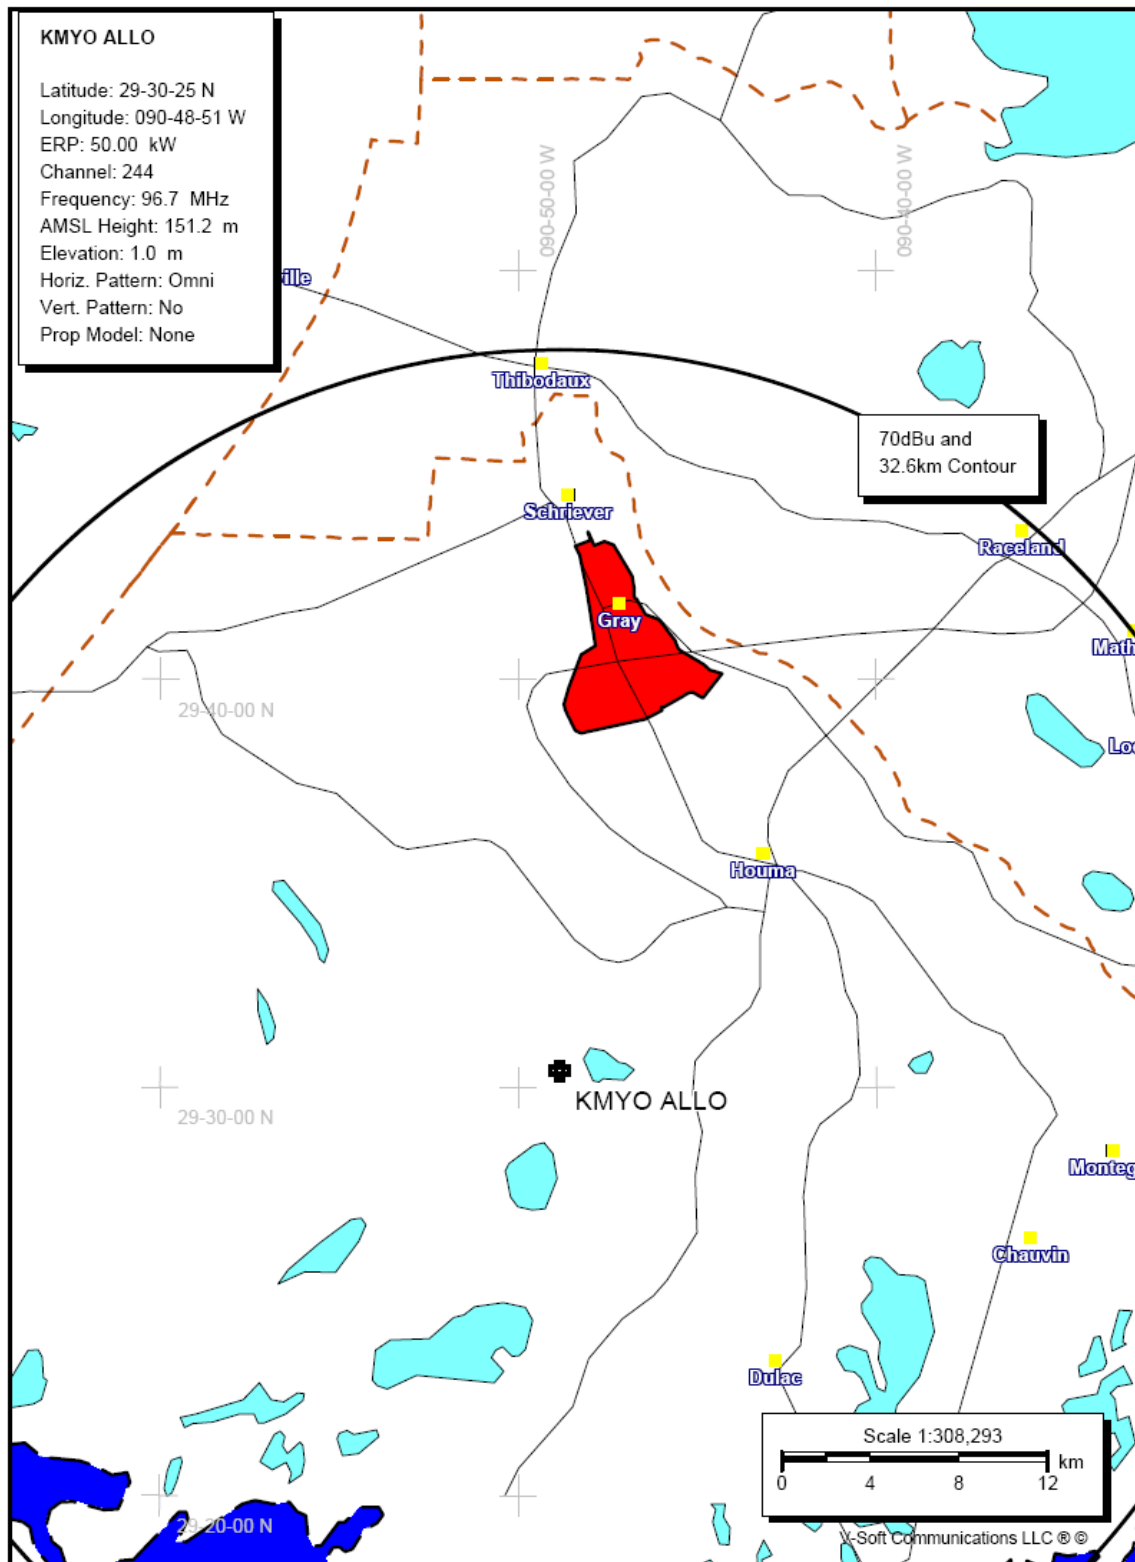 KMYO ALLO
Latitude: 29-30-25 N
Longitude: 090-48-51 W
ERP: 50.00 kW
Channel: 244
Frequency: 96.7 MHz
AMSL Height: 151.2 m
Elevation: 1.0 m
Horiz. Pattern: Omni
Vert. Pattern: No
Prop Model: None
090-50-00 W
090-40-00 W
ille
Thibodaux
70dBu and
32.6km Contour
Schriever
Raceland
Gray
Math
29-40-00 N
Loc
Houma
KMYO ALLO
29-30-00 N
Monteg
Chauvin
Dulac
Scale 1:308,293
km
0 4 8 12
29-20-00 N
V-Soft Communications LLC ® ©